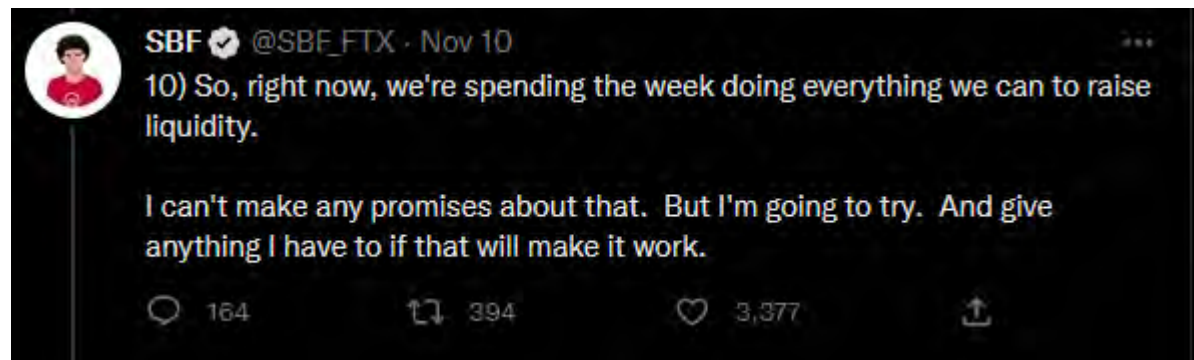 SBF @SBF_FTX · Nov 10
10) So, right now, we're spending the week doing everything we can to raise
liquidity.
I can't make any promises about that.  But I'm going to try.  And give
anything I have to if that will make it work.
164 394 3,377